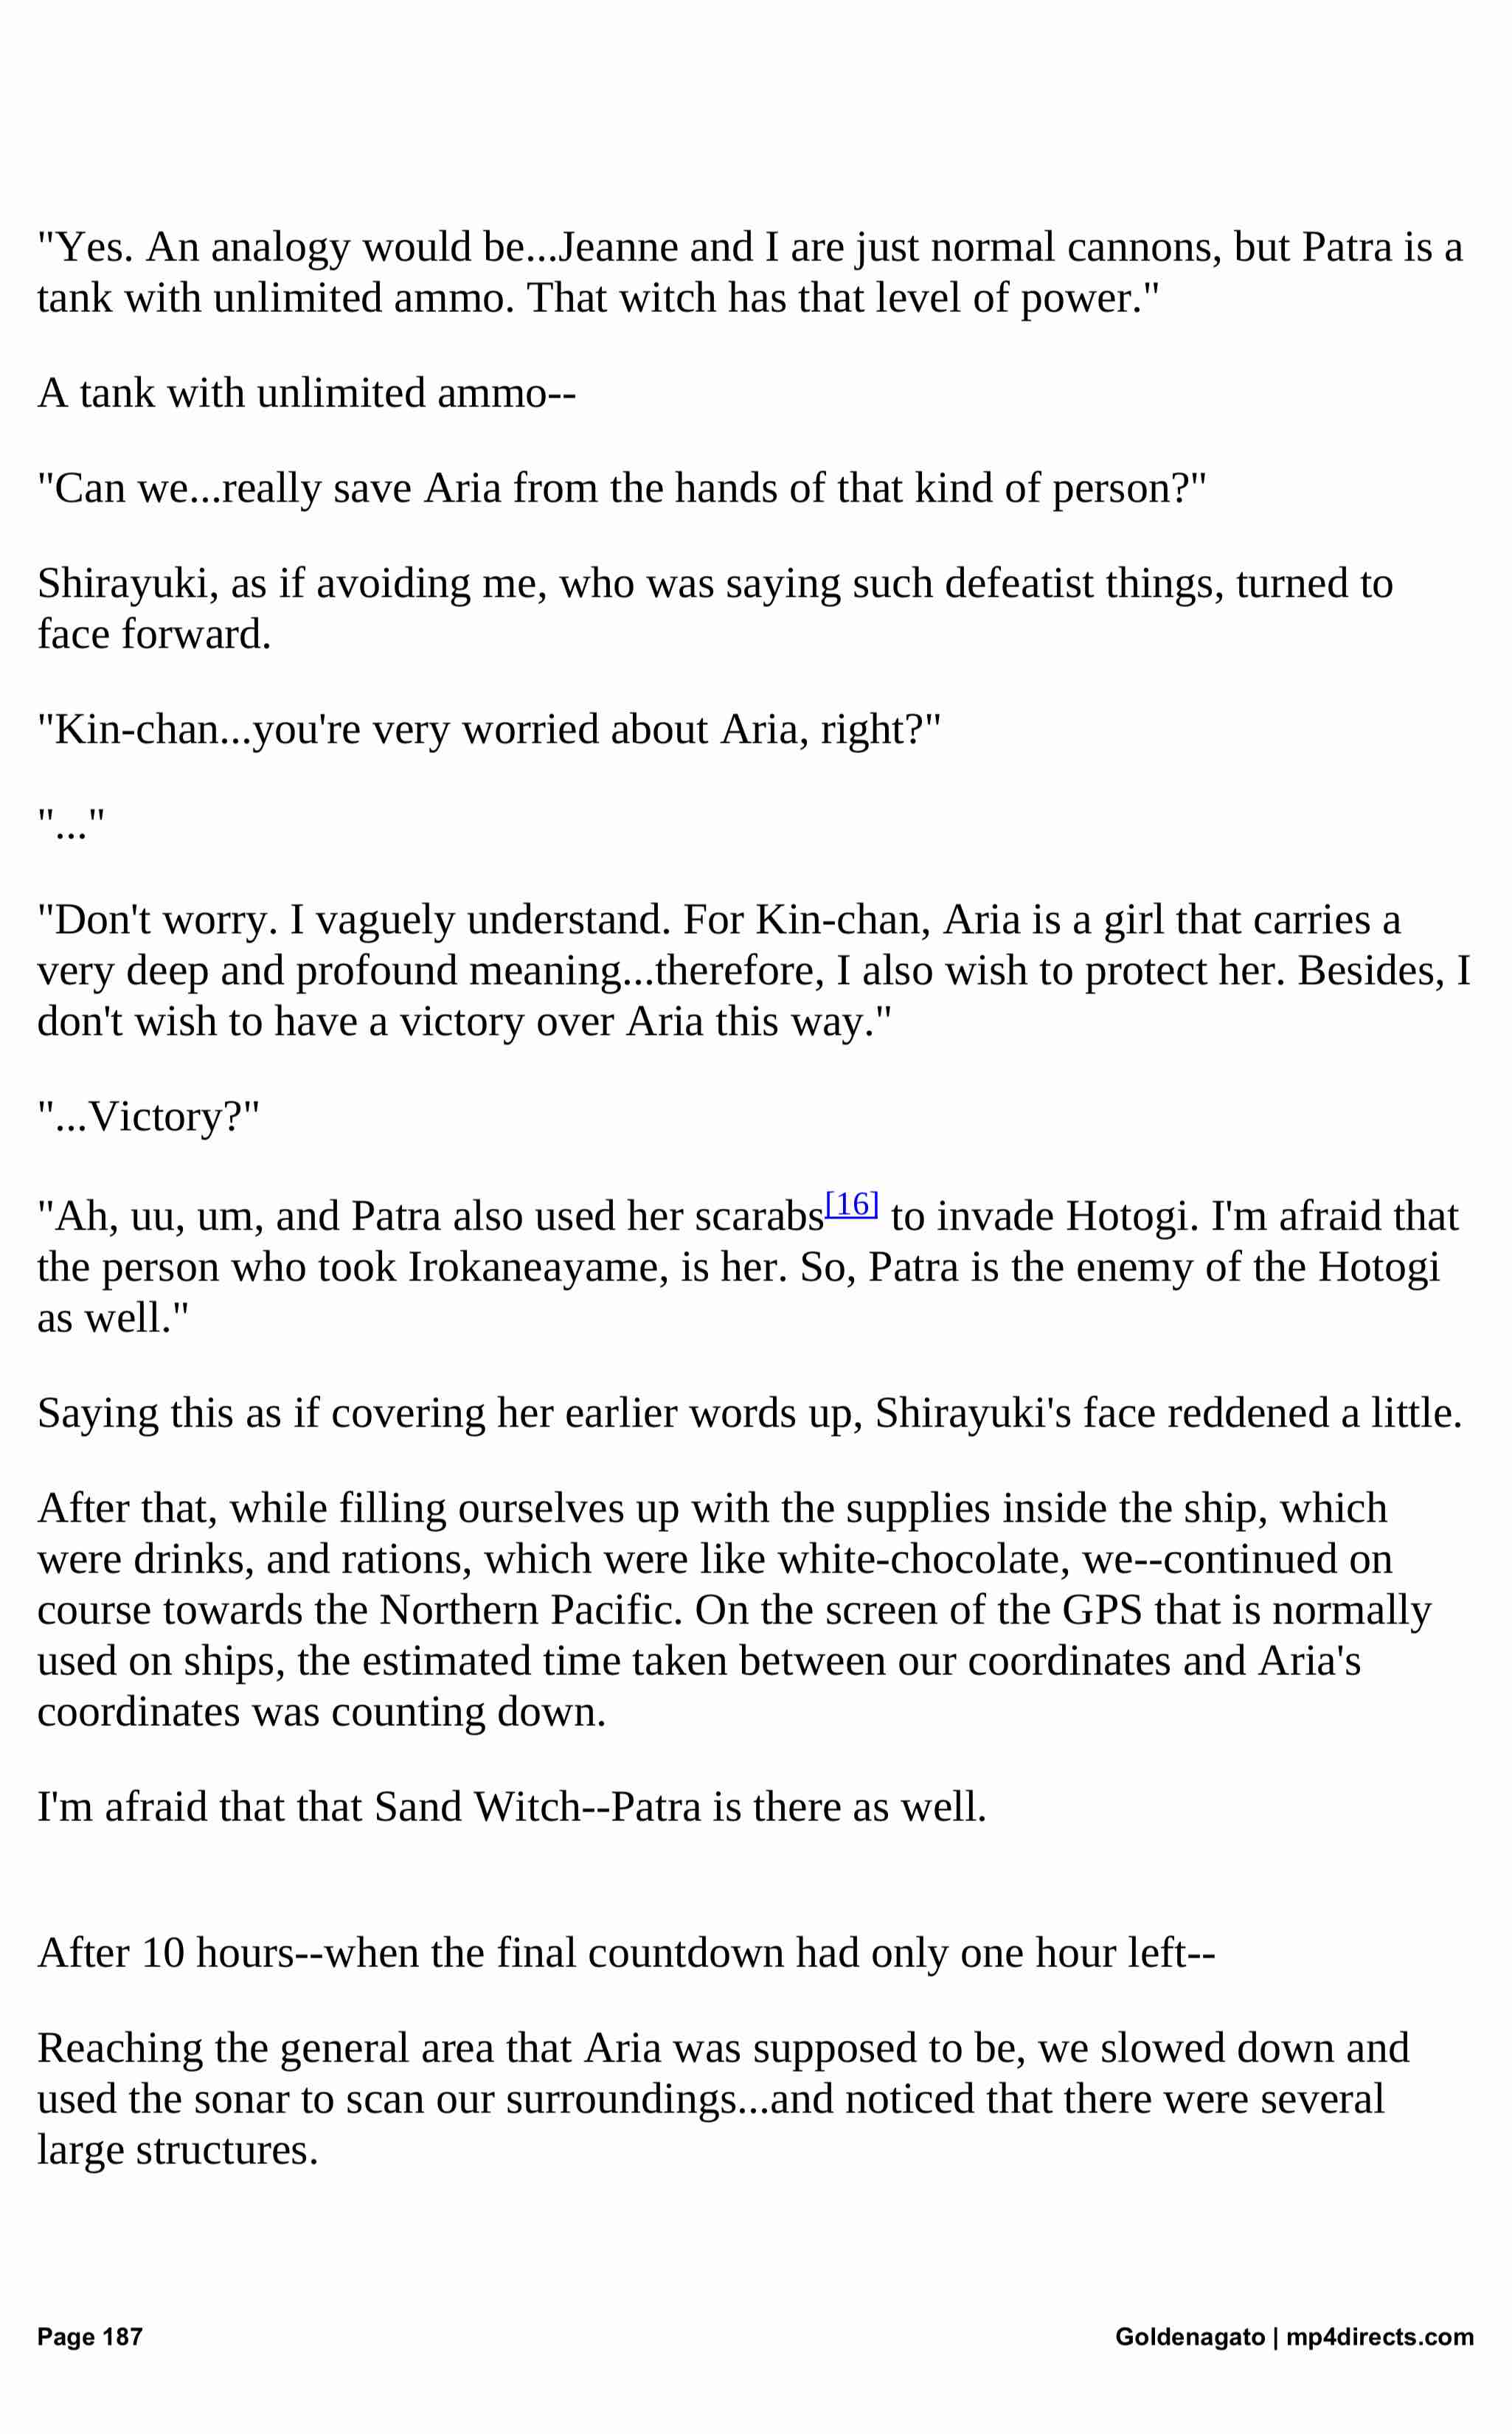 "Yes. An analogy would be...Jeanne and I are just normal cannons, but Patra is a
tank with unlimited ammo. That witch has that level of power."
A tank with unlimited ammo--
"Can we...really save Aria from the hands of that kind of person?"
Shirayuki, as if avoiding me, who was saying such defeatist things, turned to
face forward.
"Kin-chan...you're very worried about Aria, right?"
"..."
"Don't worry. I vaguely understand. For Kin-chan, Aria is a girl that carries a
very deep and profound meaning...therefore, I also wish to protect her. Besides, I
don't wish to have a victory over Aria this way."
"...Victory?"
"Ah, uu, um, and Patra also used her scarabs[16] to invade Hotogi. I'm afraid that
the person who took Irokaneayame, is her. So, Patra is the enemy of the Hotogi
as well."
Saying this as if covering her earlier words up, Shirayuki's face reddened a little.
After that, while filling ourselves up with the supplies inside the ship, which
were drinks, and rations, which were like white-chocolate, we--continued on
course towards the Northern Pacific. On the screen of the GPS that is normally
used on ships, the estimated time taken between our coordinates and Aria's
coordinates was counting down.
I'm afraid that that Sand Witch--Patra is there as well.
After 10 hours--when the final countdown had only one hour left--
Reaching the general area that Aria was supposed to be, we slowed down and
used the sonar to scan our surroundings...and noticed that there were several
large structures.
Page 187 Goldenagato | mp4directs.com